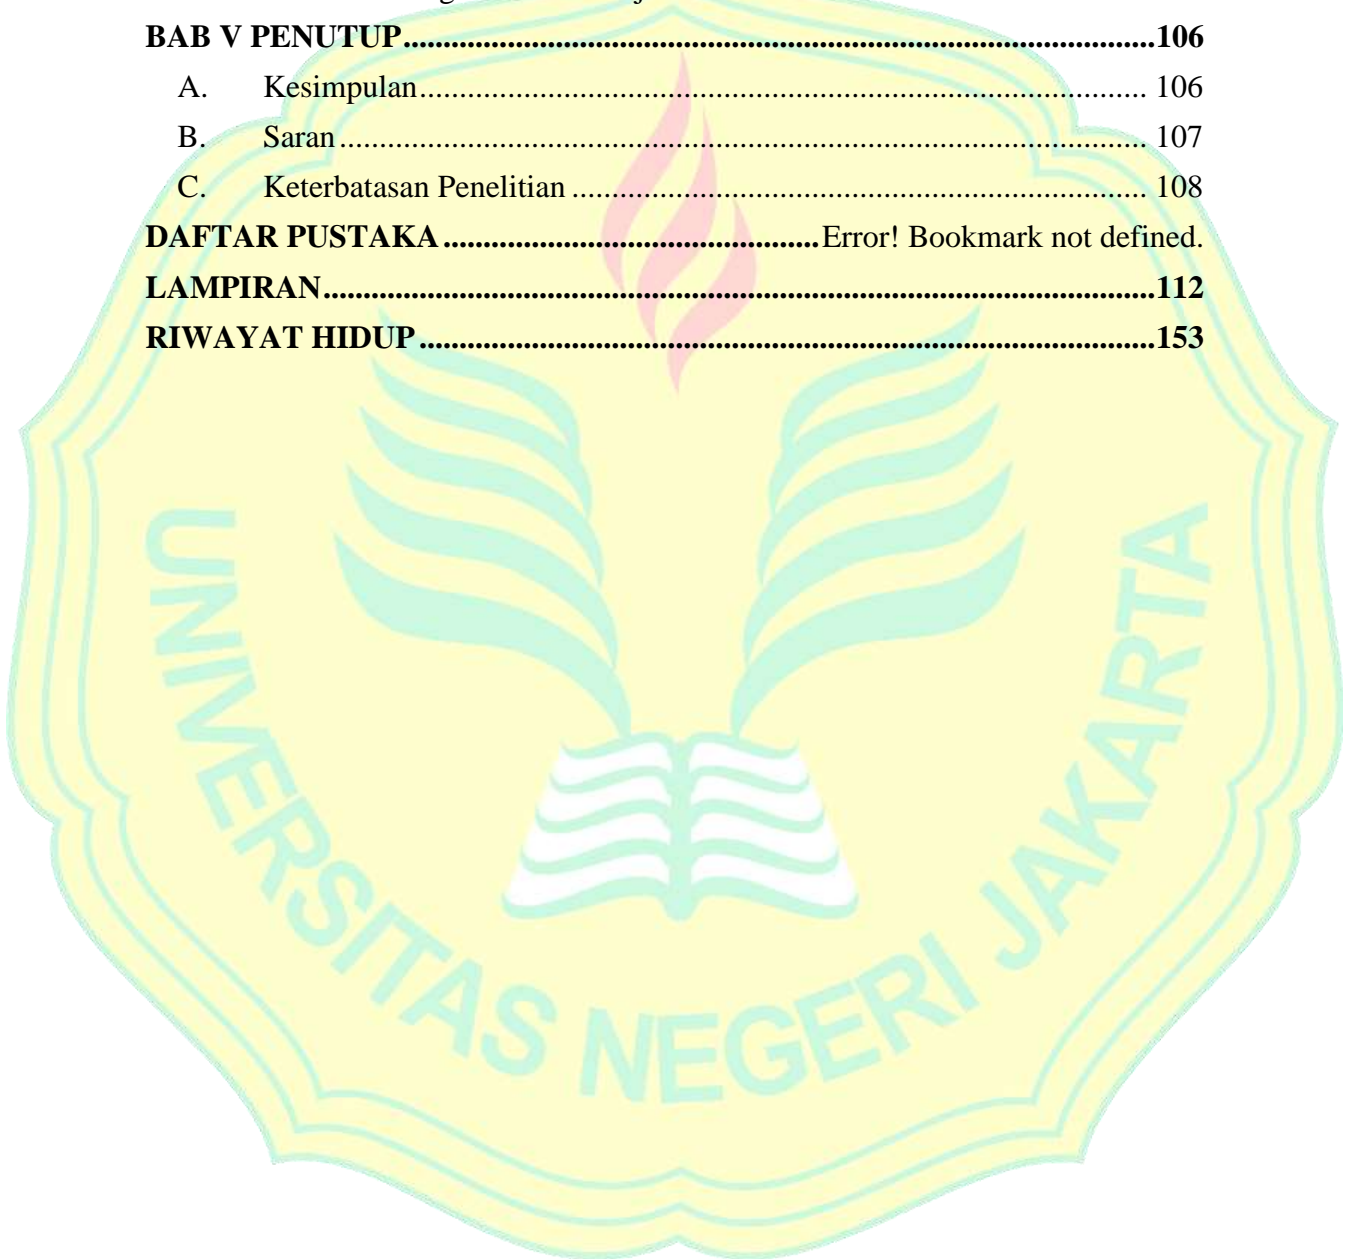 BAB V PENUTUP...........................................................................................106
A. Kesimpulan........................................................................................ 106
B. Saran.................................................................................................. 107
C. Keterbatasan Penelitian ..................................................................... 108
DAFTAR PUSTAKA..............................................Error! Bookmark not defined.
LAMPIRAN.....................................................................................................112
RIWAYAT HIDUP.........................................................................................153
UNIVERSITAS NEGERI JAKARTA